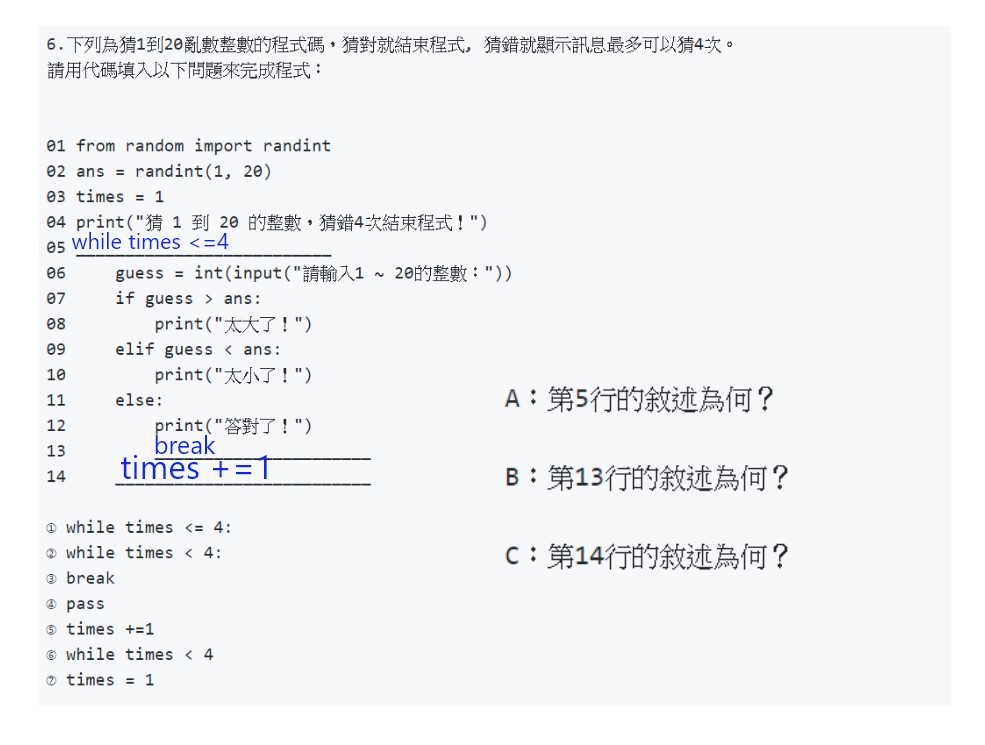 6.下列為猜1到20亂數整數的程式碼，猜對就結束程式, 猜錯就顯示訊息最多可以猜4次。
請用代碼填入以下問題來完成程式：
01 from random import randint
02 ans = randint(1, 20)
03 times = 1
04 print("猜 1 到 20 的整數，猜錯4次結束程式！")
05 while times <=4
06     guess = int(input("請輸入1 ~ 20的整數："))
07     if guess > ans:
08         print("太大了！")
09     elif guess < ans:
10         print("太小了！")
11     else:
12         print("答對了！")
13         break
14     times +=1
A：第5行的敘述為何？
B：第13行的敘述為何？
C：第14行的敘述為何？
① while times <= 4:
② while times < 4:
③ break
④ pass
⑤ times +=1
⑥ while times < 4
⑦ times = 1